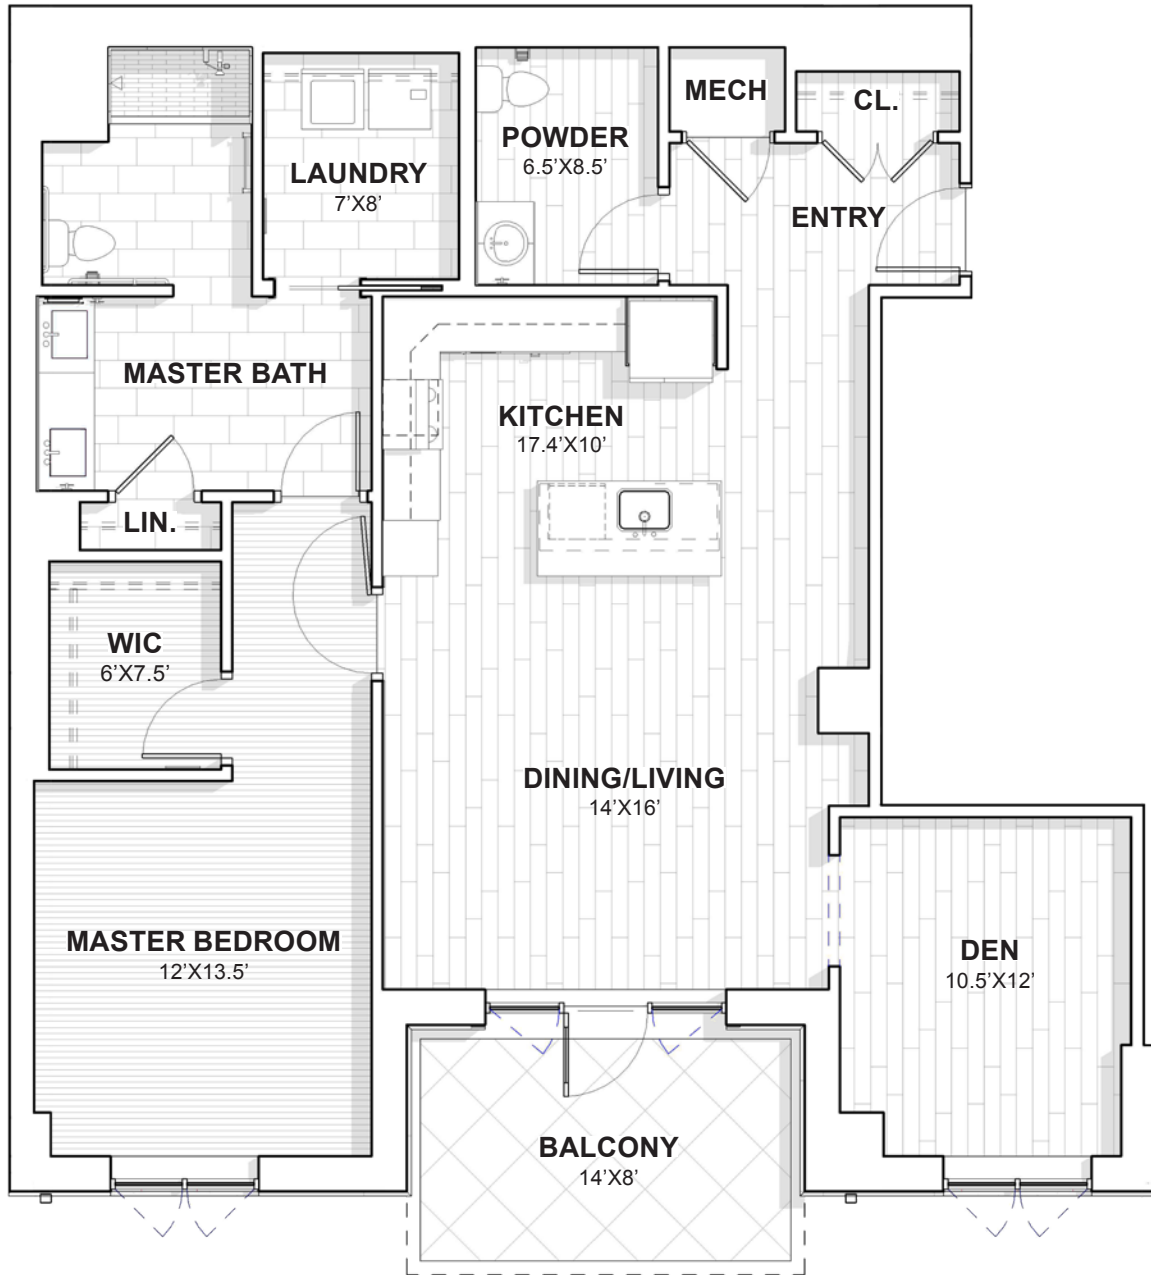 MECH
CL.
POWDER
6.5'X8.5'
LAUNDRY
7'X8'
ENTRY
MASTER BATH
KITCHEN
17.4'X10'
LIN.
WIC
6'X7.5'
DINING/LIVING
14'X16'
MASTER BEDROOM
12'X13.5'
DEN
10.5'X12'
BALCONY
14'X8'